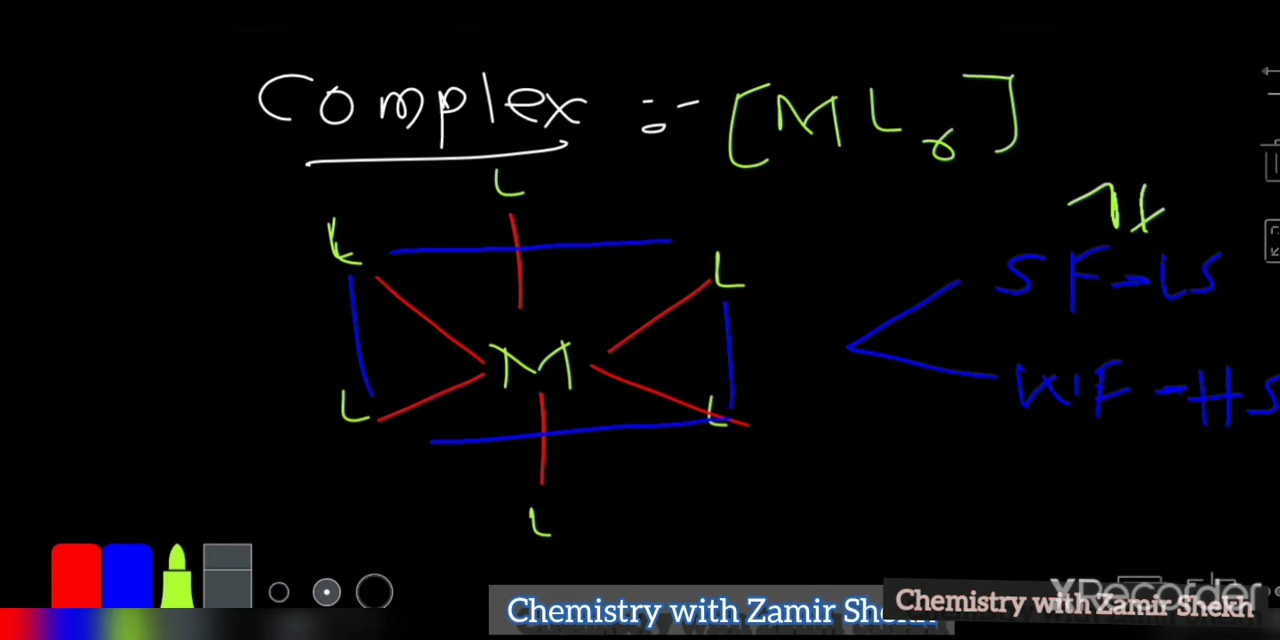 Complex :- [ML6]
L
L
L
SF-LS
M
WF-HS
L
L
L
Chemistry with Zamir Shekh
XRecorder
Chemistry with Zamir Shekh